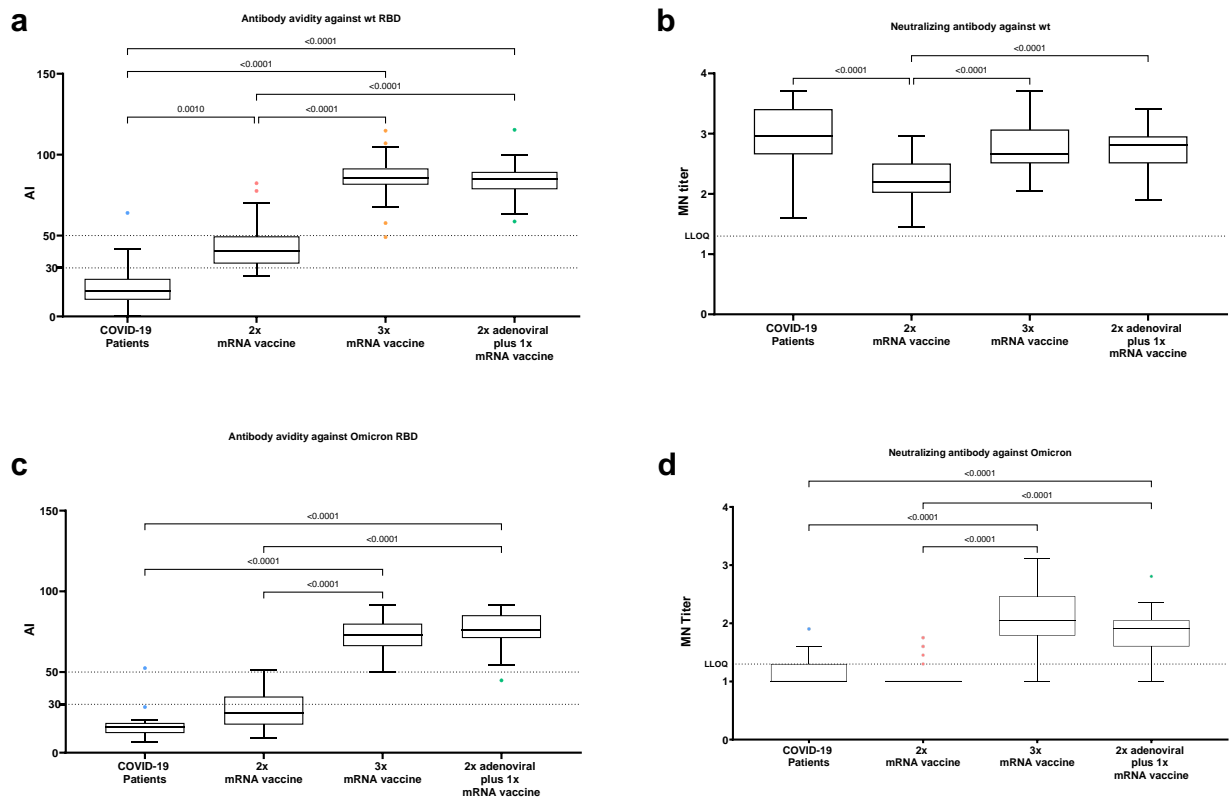 a
Antibody avidity against wt RBD
<0.0001
<0.0001
<0.0001
0.0010
<0.0001
150
100
50
30
0
AI
COVID-19
Patients
2x
mRNA vaccine
3x
mRNA vaccine
2x adenoviral
plus 1x
mRNA vaccine
b
Neutralizing antibody against wt
<0.0001
<0.0001
<0.0001
4
3
2
LLOQ
1
0
MN titer
COVID-19
Patients
2x
mRNA vaccine
3x
mRNA vaccine
2x adenoviral
plus 1x
mRNA vaccine
c
Antibody avidity against Omicron RBD
<0.0001
<0.0001
<0.0001
<0.0001
150
100
50
30
0
AI
COVID-19
Patients
2x
mRNA vaccine
3x
mRNA vaccine
2x adenoviral
plus 1x
mRNA vaccine
d
Neutralizing antibody against Omicron
<0.0001
<0.0001
<0.0001
<0.0001
4
3
2
LLOQ
1
0
MN Titer
COVID-19
Patients
2x
mRNA vaccine
3x
mRNA vaccine
2x adenoviral
plus 1x
mRNA vaccine